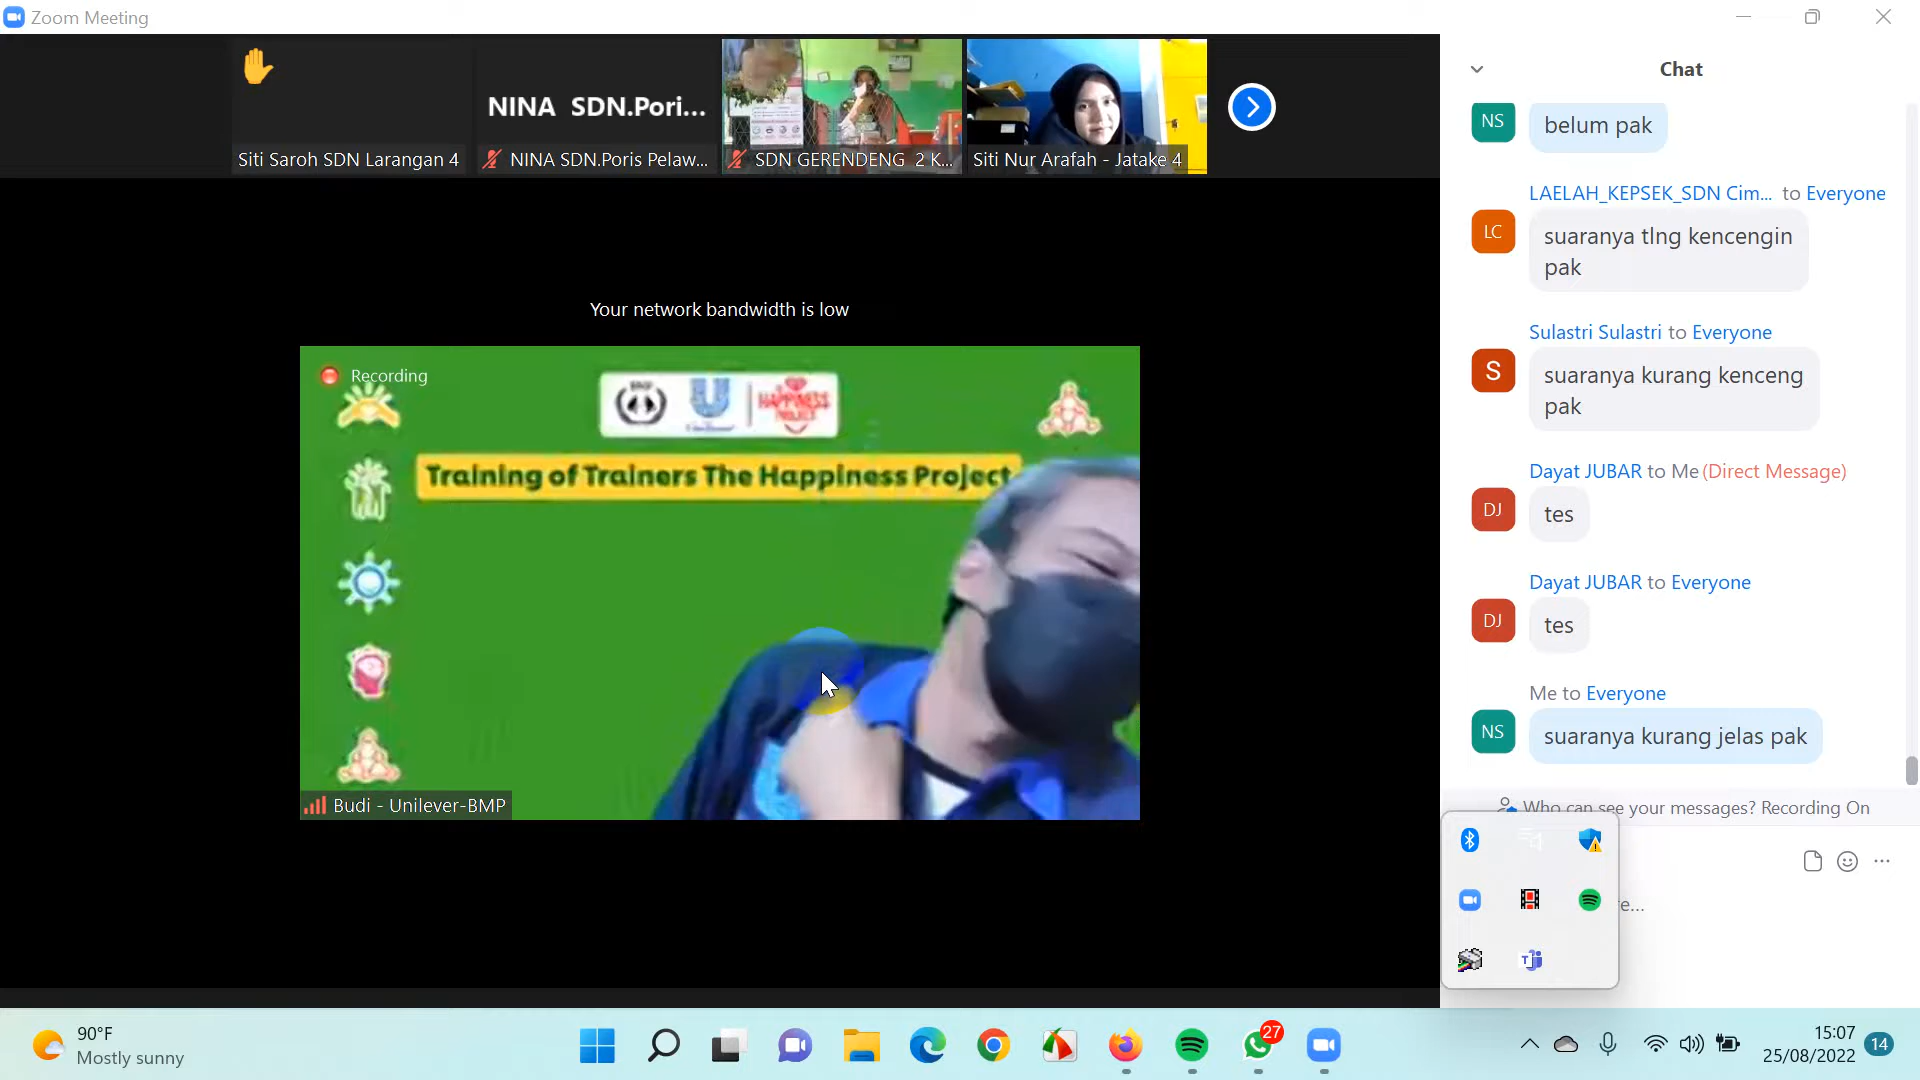 Zoom Meeting
Siti Saroh SDN Larangan 4
NINA SDN.Pori...
NINA SDN.Poris Pelaw...
SDN GERENDENG 2 K...
Siti Nur Arafah - Jatake 4
Your network bandwidth is low
Recording
HAPPINESS
PROJECT
Training of Trainers The Happiness Project
Budi - Unilever-BMP
Chat
NS
belum pak
LAELAH_KEPSEK_SDN Cim... to Everyone
LC
suaranya tlng kencengin
pak
Sulastri Sulastri to Everyone
S
suaranya kurang kenceng
pak
Dayat JUBAR to Me (Direct Message)
DJ
tes
Dayat JUBAR to Everyone
DJ
tes
Me to Everyone
NS
suaranya kurang jelas pak
Who can see your messages? Recording On
e...
90°F
Mostly sunny
27
15:07
25/08/2022
14